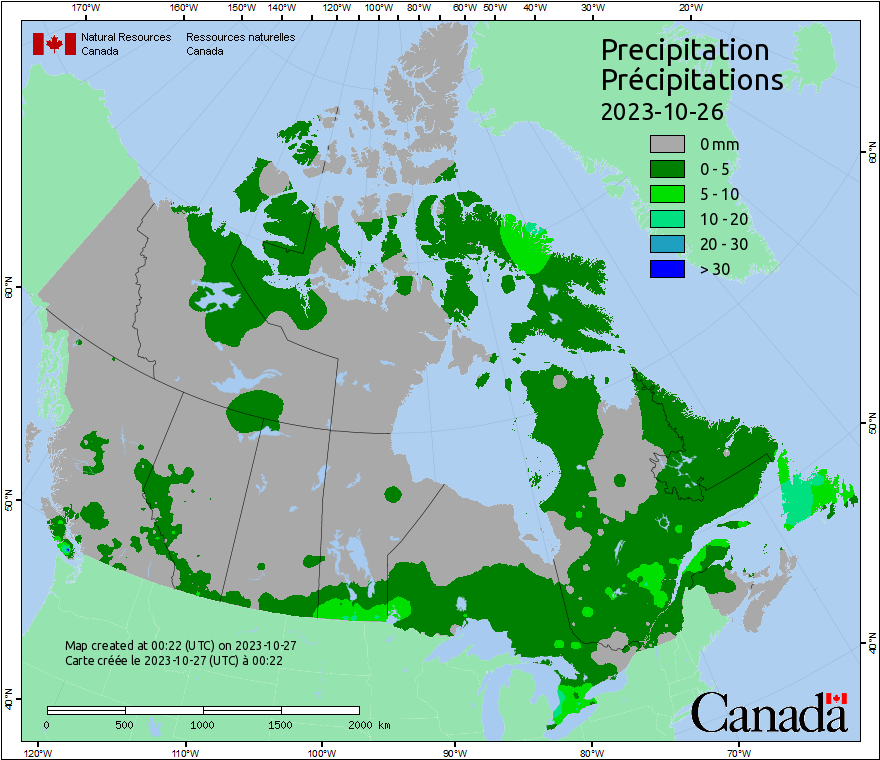 170°W 160°W 150°W 140°W 130°W 120°W 110°W 100°W 90°W 80°W 60°W 50°W 40°W 30°W 20°W
Natural Resources Ressources naturelles
Canada Canada
Precipitation
Précipitations
2023-10-26
0 mm
0 - 5
5 - 10
10 - 20
20 - 30
> 30
60°N
60°N
50°N
50°N
40°N
40°N
Map created at 00:22 (UTC) on 2023-10-27
Carte créée le 2023-10-27 (UTC) à 00:22
0 500 1000 1500 2000 km
Canada
120°W 110°W 100°W 90°W 80°W 70°W